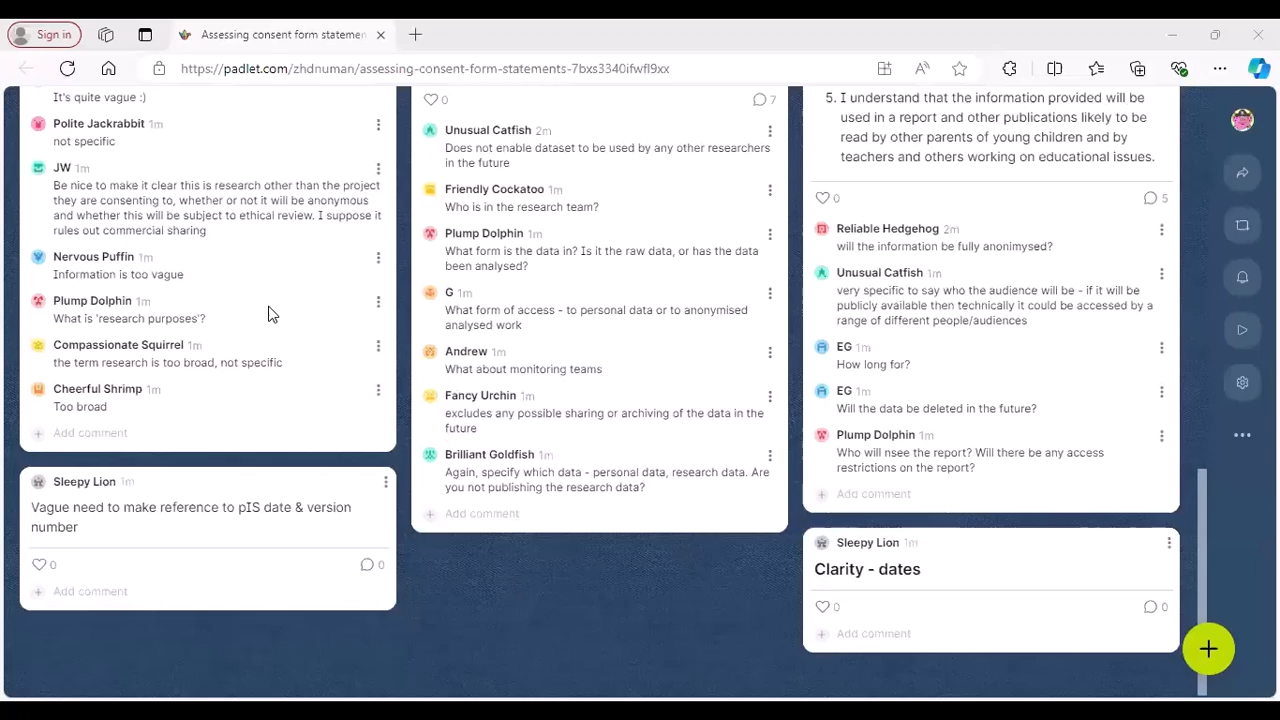 Sign in
Assessing consent form statemen
https://padlet.com/zhdnuman/assessing-consent-form-statements-7bxs3340ifwfl9xx
It's quite vague :)
Polite Jackrabbit 1m
not specific
JW 1m
Be nice to make it clear this is research other than the project
they are consenting to, whether or not it will be anonymous
and whether this will be subject to ethical review. I suppose it
rules out commercial sharing
Nervous Puffin 1m
Information is too vague
Plump Dolphin 1m
What is 'research purposes'?
Compassionate Squirrel 1m
the term research is too broad, not specific
Cheerful Shrimp 1m
Too broad
Add comment
Sleepy Lion 1m
Vague need to make reference to pIS date & version
number
0
0
Add comment
0
7
Unusual Catfish 2m
Does not enable dataset to be used by any other researchers
in the future
Friendly Cockatoo 1m
Who is in the research team?
Plump Dolphin 1m
What form is the data in? Is it the raw data, or has the data
been analysed?
G 1m
What form of access - to personal data or to anonymised
analysed work
Andrew 1m
What about monitoring teams
Fancy Urchin 1m
excludes any possible sharing or archiving of the data in the
future
Brilliant Goldfish 1m
Again, specify which data - personal data, research data. Are
you not publishing the research data?
Add comment
5. I understand that the information provided will be
used in a report and other publications likely to be
read by other parents of young children and by
teachers and others working on educational issues.
0
5
Reliable Hedgehog 2m
will the information be fully anonimysed?
Unusual Catfish 1m
very specific to say who the audience will be - if it will be
publicly available then technically it could be accessed by a
range of different people/audiences
EG 1m
How long for?
EG 1m
Will the data be deleted in the future?
Plump Dolphin 1m
Who will nsee the report? Will there be any access
restrictions on the report?
Add comment
Sleepy Lion 1m
Clarity - dates
0
0
Add comment